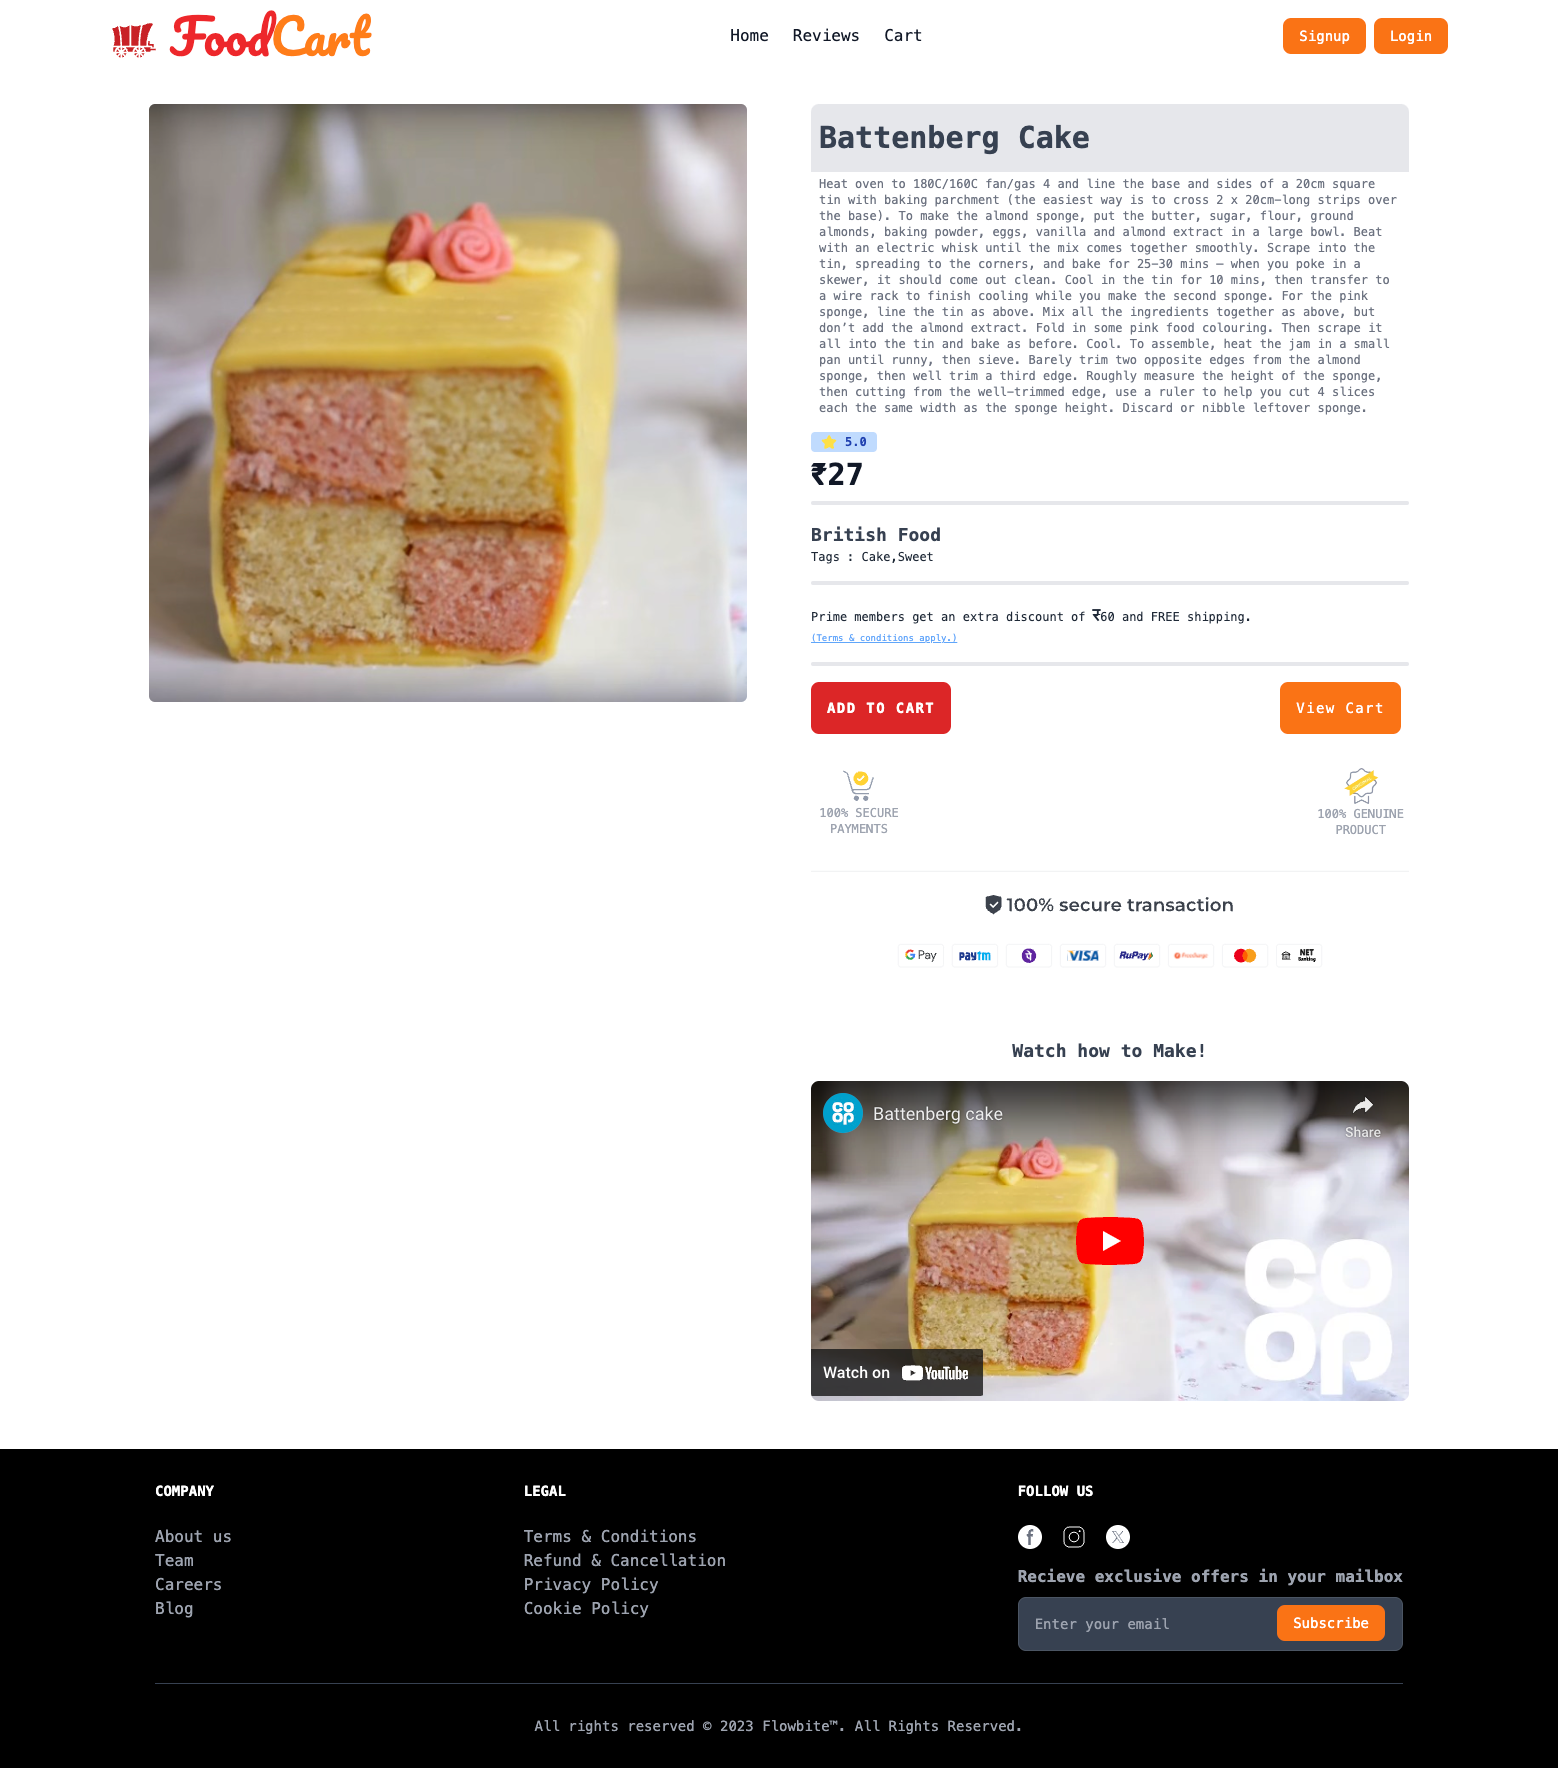 FoodCart
Home Reviews Cart
Signup Login
Battenberg Cake
Heat oven to 180C/160C fan/gas 4 and line the base and sides of a 20cm square
tin with baking parchment (the easiest way is to cross 2 x 20cm-long strips over
the base). To make the almond sponge, put the butter, sugar, flour, ground
almonds, baking powder, eggs, vanilla and almond extract in a large bowl. Beat
with an electric whisk until the mix comes together smoothly. Scrape into the
tin, spreading to the corners, and bake for 25–30 mins – when you poke in a
skewer, it should come out clean. Cool in the tin for 10 mins, then transfer to
a wire rack to finish cooling while you make the second sponge. For the pink
sponge, line the tin as above. Mix all the ingredients together as above, but
don’t add the almond extract. Fold in some pink food colouring. Then scrape it
all into the tin and bake as before. Cool. To assemble, heat the jam in a small
pan until runny, then sieve. Barely trim two opposite edges from the almond
sponge, then well trim a third edge. Roughly measure the height of the sponge,
then cutting from the well-trimmed edge, use a ruler to help you cut 4 slices
each the same width as the sponge height. Discard or nibble leftover sponge.
5.0
₹27
British Food
Tags : Cake,Sweet
Prime members get an extra discount of ₹60 and FREE shipping.
(Terms & conditions apply.)
ADD TO CART
View Cart
100% SECURE
PAYMENTS
100% GENUINE
PRODUCT
100% secure transaction
G Pay paytm VISA RuPay freecharge NET
Banking
Watch how to Make!
CO
OP
Battenberg cake
Share
CO
OP
Watch on YouTube
COMPANY
About us
Team
Careers
Blog
LEGAL
Terms & Conditions
Refund & Cancellation
Privacy Policy
Cookie Policy
FOLLOW US
Recieve exclusive offers in your mailbox
Enter your email
Subscribe
All rights reserved © 2023 Flowbite™. All Rights Reserved.